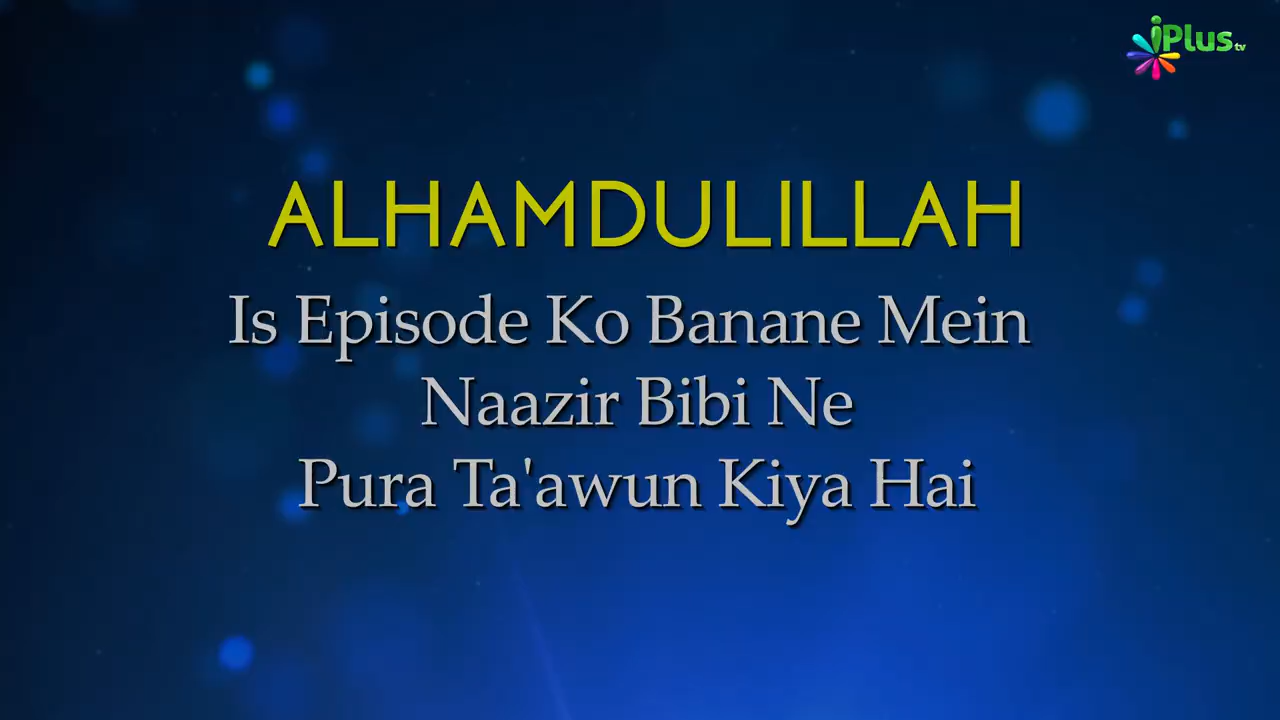 iPlus tv
ALHAMDULILLAH
Is Episode Ko Banane Mein
Naazir Bibi Ne
Pura Ta'awun Kiya Hai